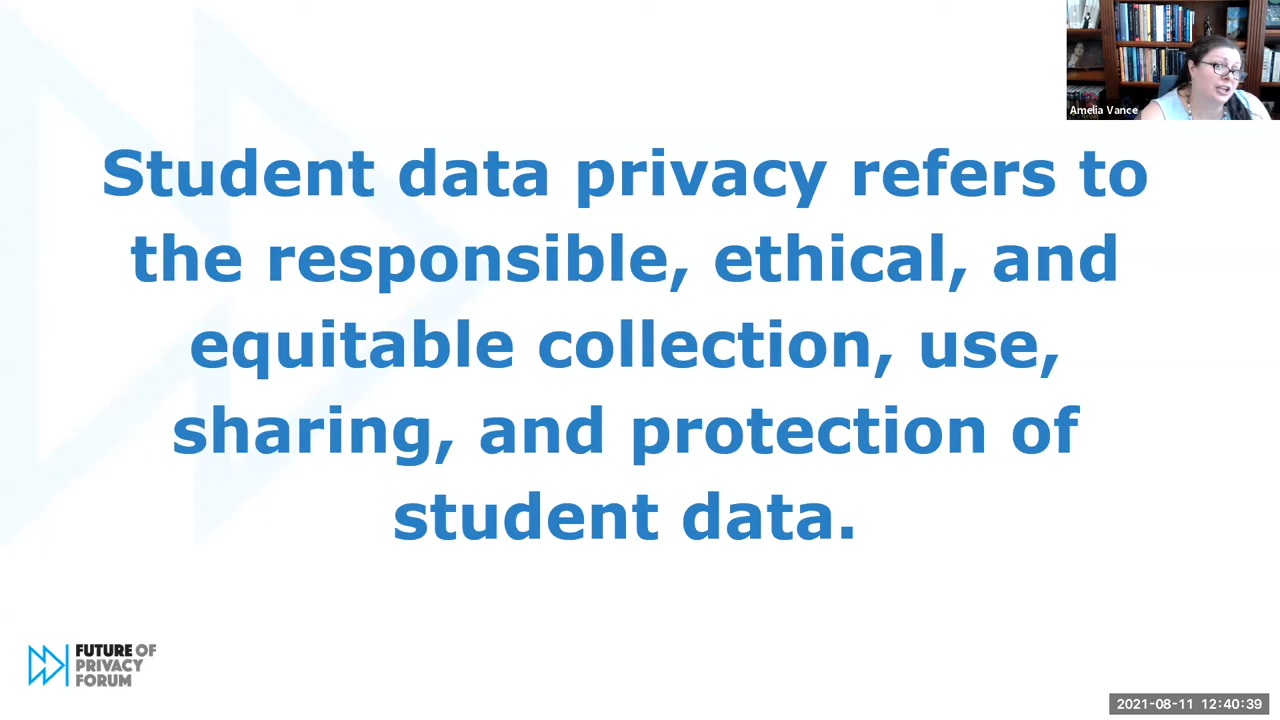 Amelia Vance
Student data privacy refers to
the responsible, ethical, and
equitable collection, use,
sharing, and protection of
student data.
FUTURE OF
PRIVACY
FORUM
2021-08-11 12:40:39